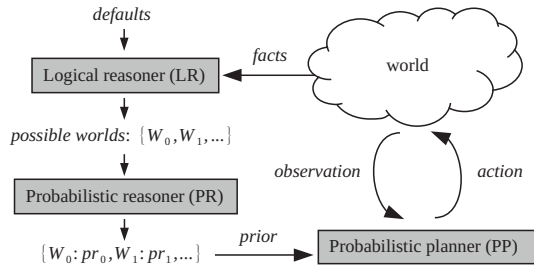 defaults
Logical reasoner (LR)
facts
world
possible worlds: {W0,W1,...}
observation
action
Probabilistic reasoner (PR)
{W0: pr0,W1: pr1,...}
prior
Probabilistic planner (PP)